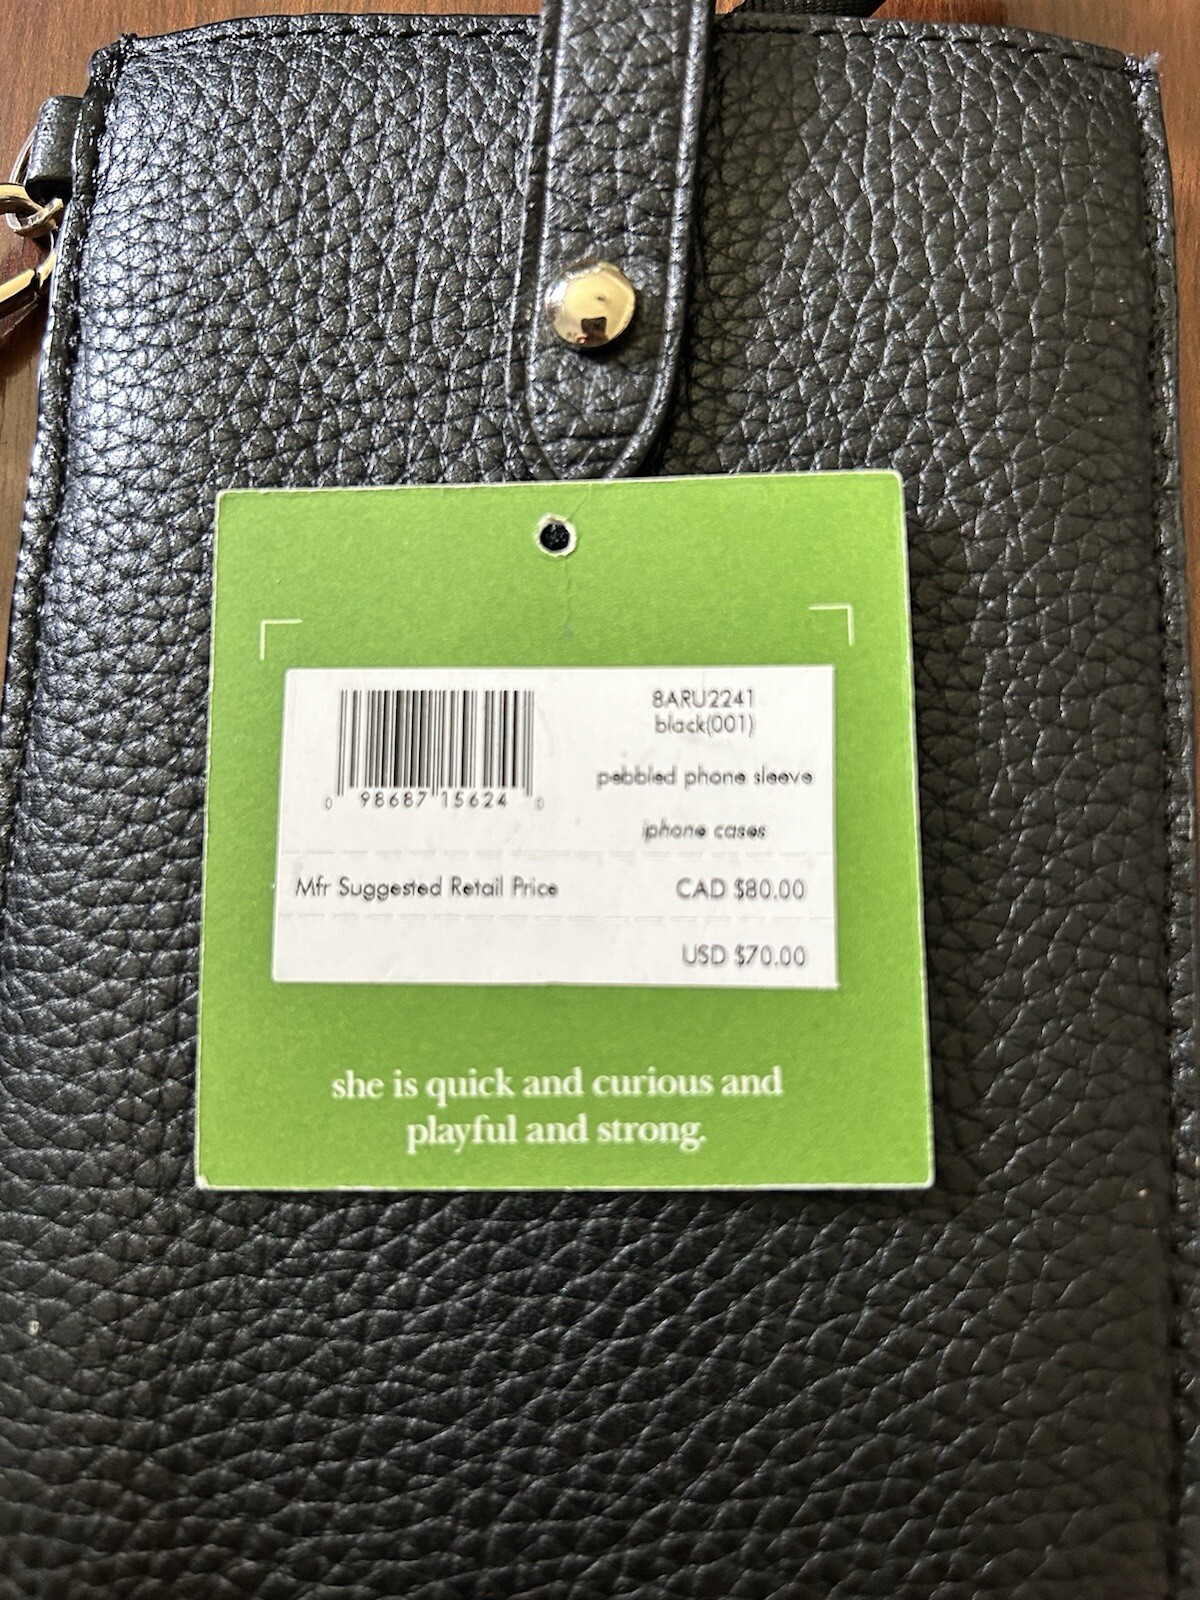 8ARU2241
black(001)
pebbled phone sleeve
iphone cases
0 98687 15624 0
Mfr Suggested Retail Price CAD $80.00
USD $70.00
she is quick and curious and
playful and strong.